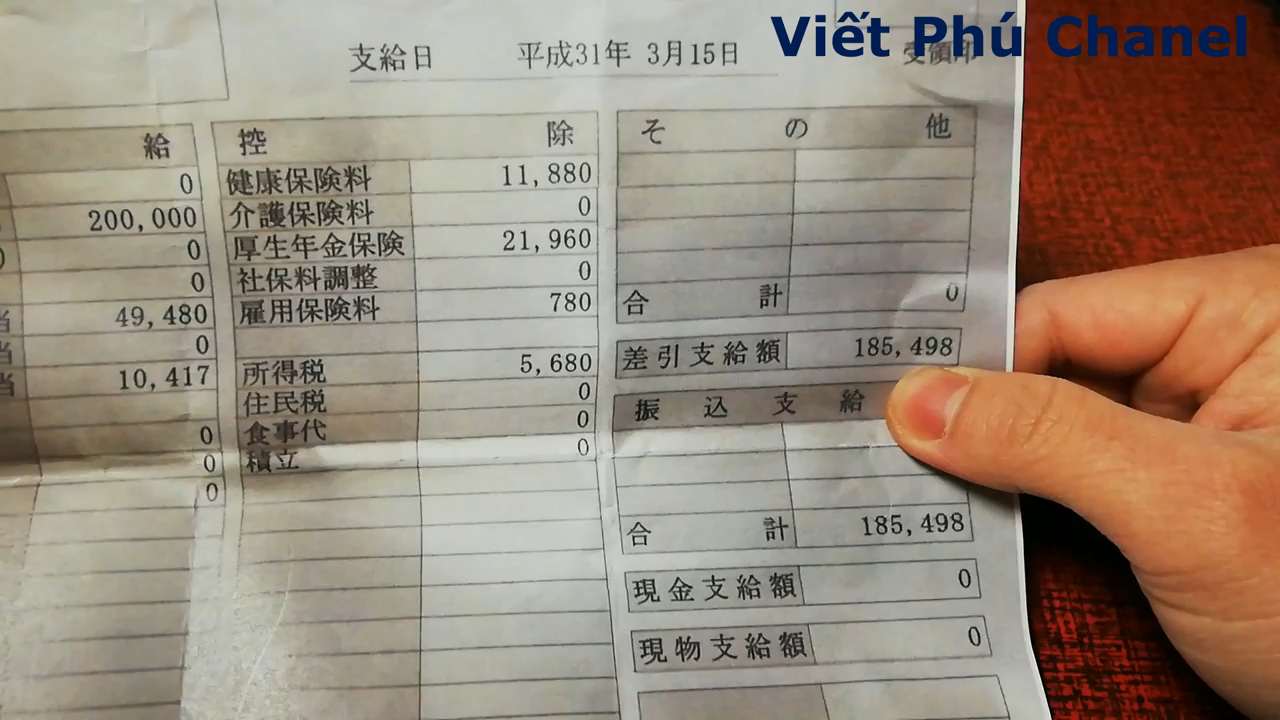 Viết Phú Chanel
支給日 平成31年 3月15日 受領印
給
0
200,000
0
0
当 49,480
当 0
当 10,417
0
0
0
控除
健康保険料 11,880
介護保険料 0
厚生年金保険 21,960
社保料調整 0
雇用保険料 780
所得税 5,680
住民税 0
食事代 0
積立 0
その他
合計 0
差引支給額 185,498
振込支給
合計 185,498
現金支給額 0
現物支給額 0